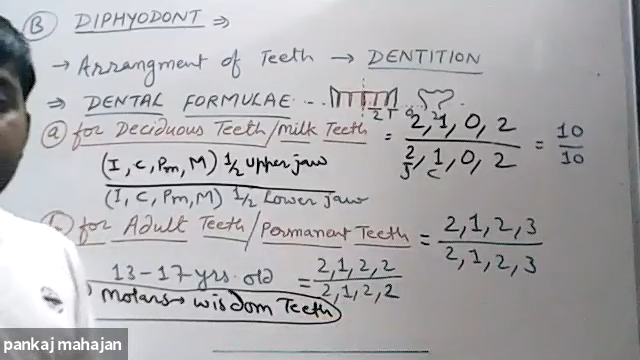 Ⓑ DIPHYODONT ⇒
→ Arrangment of Teeth → DENTITION
⇒ DENTAL FORMULAE
ⓐ for Deciduous Teeth/Milk Teeth = 2, 1, 0, 2 / 2, 1, 0, 2 = 10/10
(I, C, Pm, M) 1/2 Upper jaw
(I, C, Pm, M) 1/2 Lower jaw
for Adult Teeth/Permanent Teeth = 2, 1, 2, 3 / 2, 1, 2, 3
13-17 yrs. old = 2, 1, 2, 2 / 2, 1, 2, 2
Molars → Wisdom Teeth
pankaj mahajan